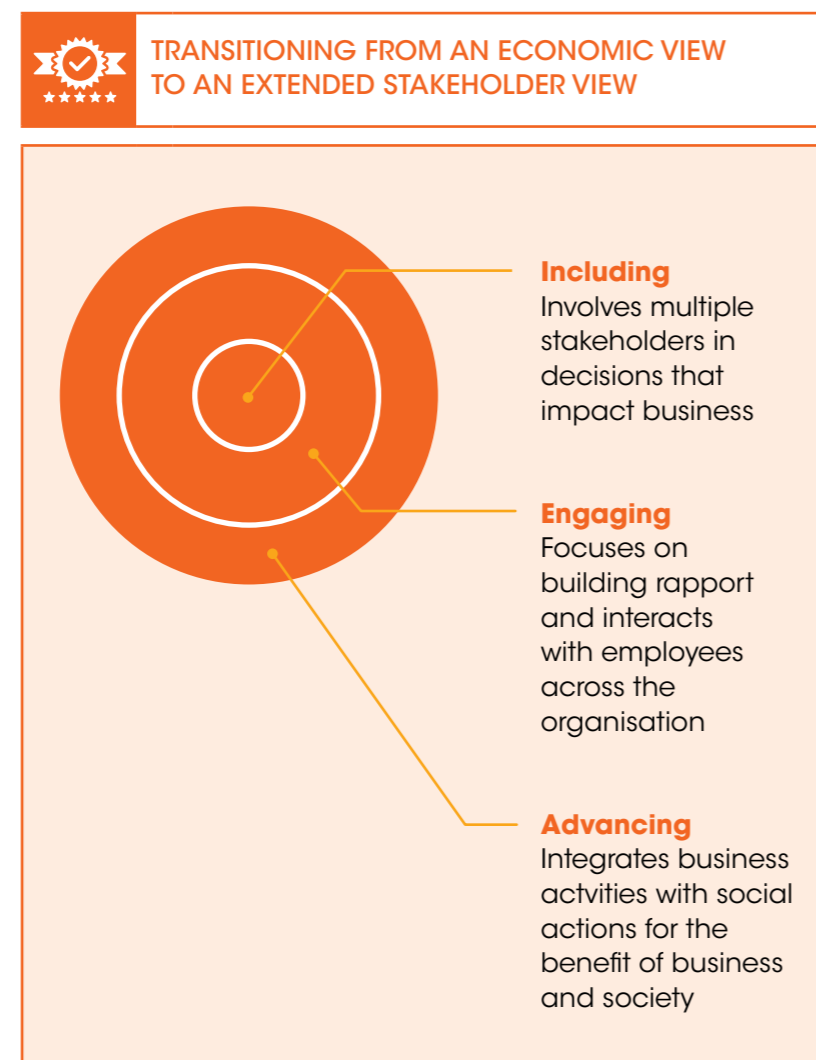 TRANSITIONING FROM AN ECONOMIC VIEW
TO AN EXTENDED STAKEHOLDER VIEW
Including
Involves multiple
stakeholders in
decisions that
impact business
Engaging
Focuses on
building rapport
and interacts
with employees
across the
organisation
Advancing
Integrates business
actvities with social
actions for the
benefit of business
and society